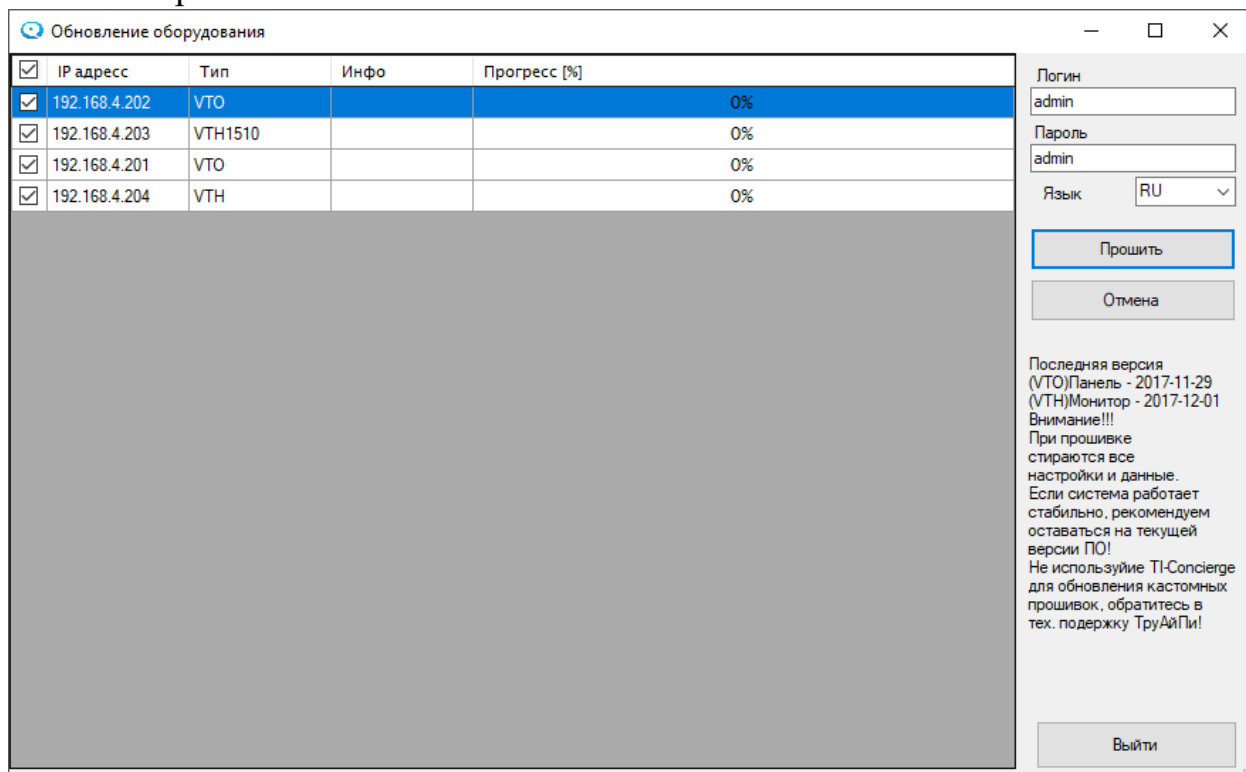 Обновление оборудования
IP адресс Тип Инфо Прогресс [%]
192.168.4.202 VTO 0%
192.168.4.203 VTH1510 0%
192.168.4.201 VTO 0%
192.168.4.204 VTH 0%
Логин
admin
Пароль
admin
Язык RU
Прошить
Отмена
Последняя версия
(VTO)Панель - 2017-11-29
(VTH)Монитор - 2017-12-01
Внимание!!!
При прошивке
стираются все
настройки и данные.
Если система работает
стабильно, рекомендуем
оставаться на текущей
версии ПО!
Не используйие TI-Concierge
для обновления кастомных
прошивок, обратитесь в
тех. подержку ТруАйПи!
Выйти